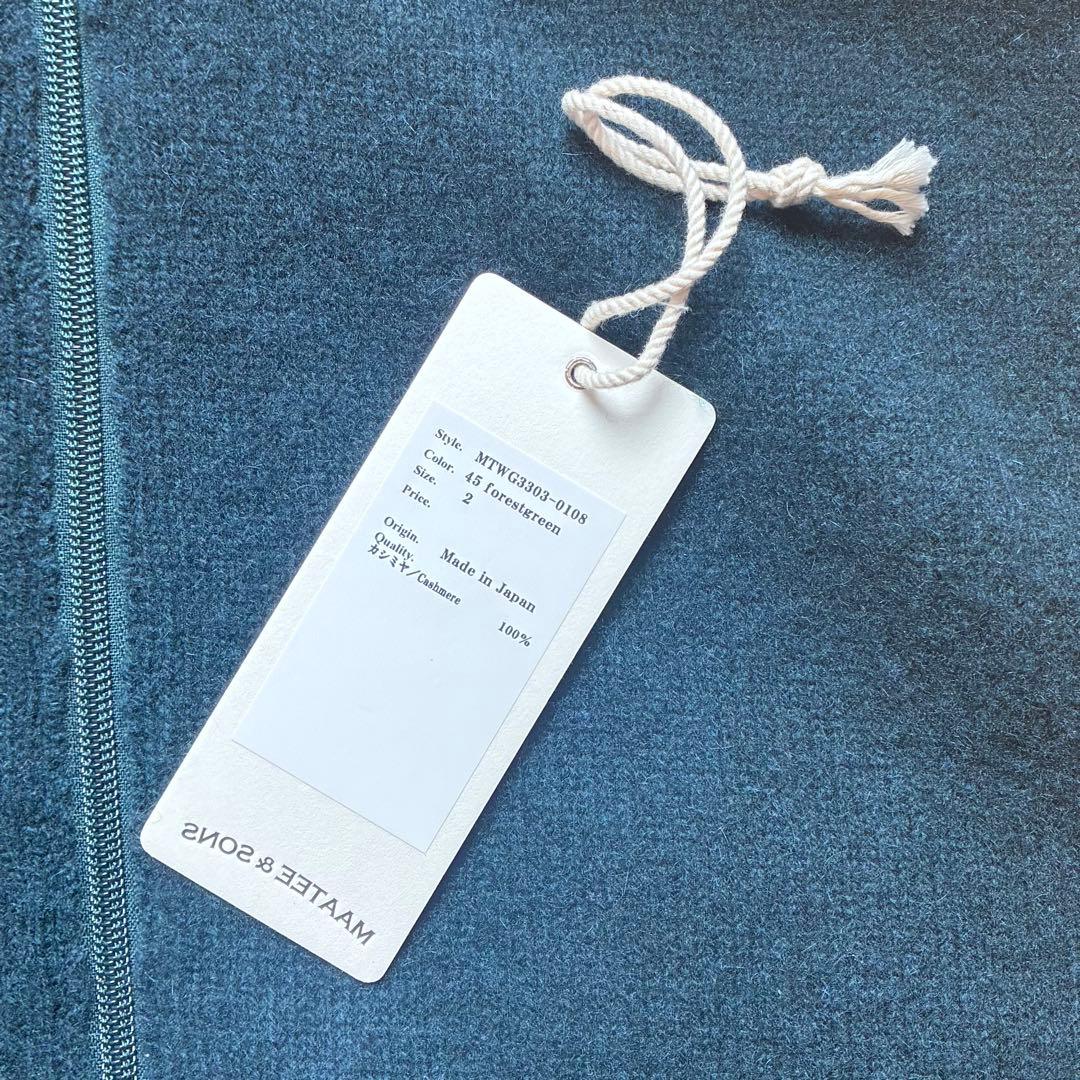 Style. MTWG3303-0108
Color. 45 forestgreen
Size. 2
Price.
Origin. Made in Japan
Quality.
カシミヤ/Cashmere 100%
MAATEE & SONS